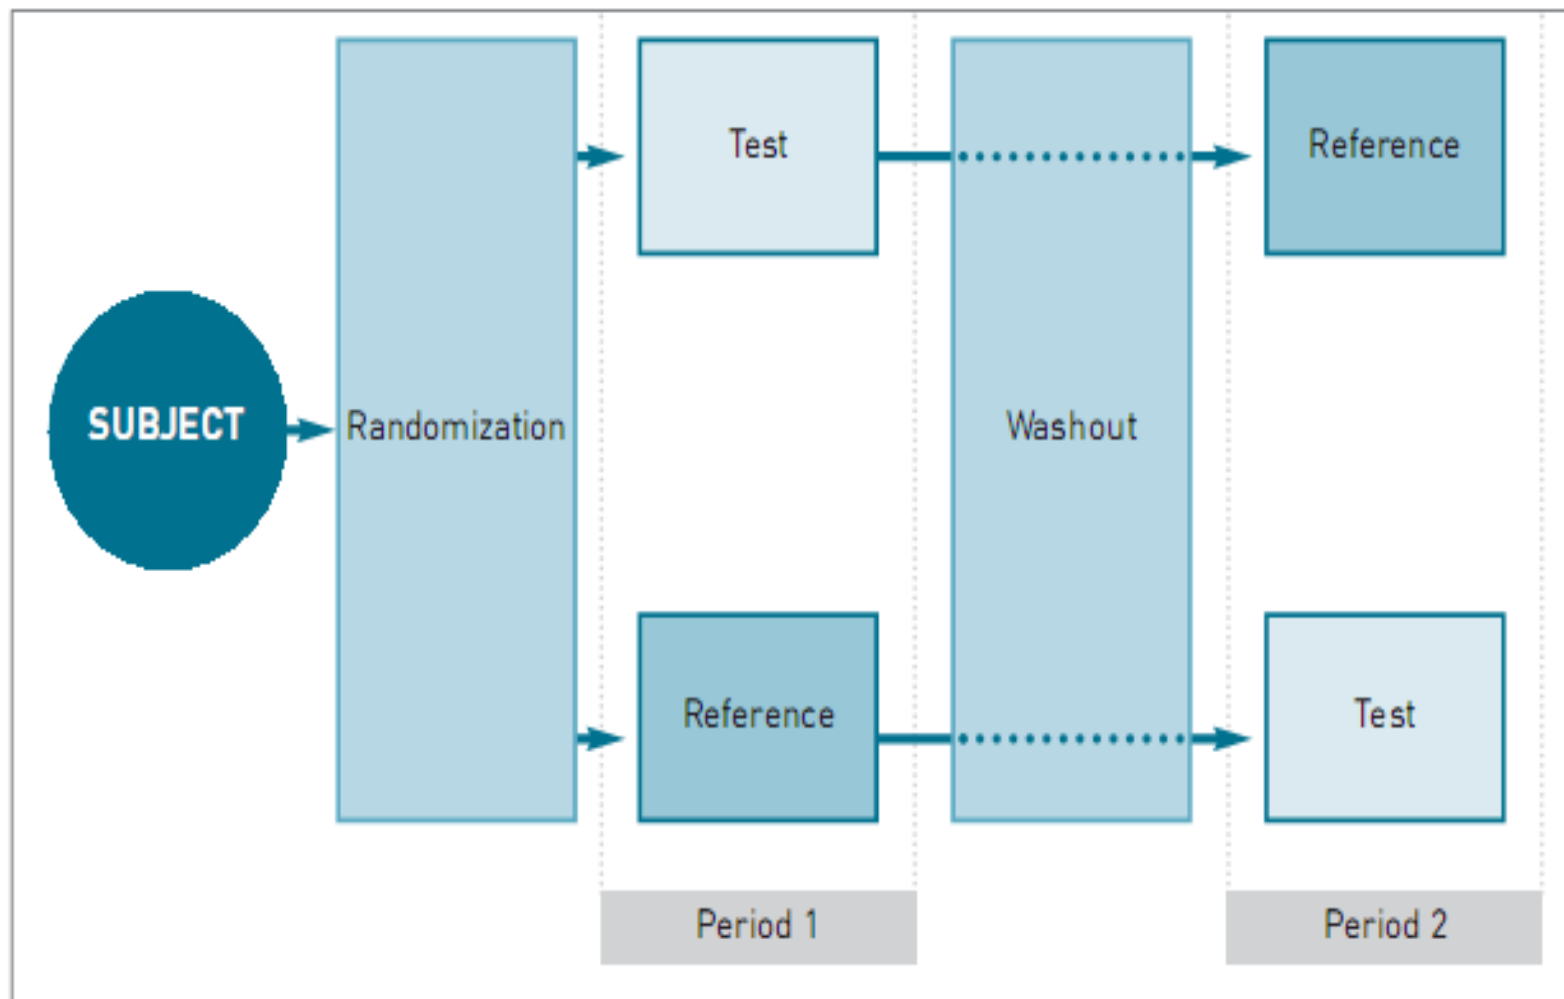 SUBJECT
Randomization
Test
Reference
Washout
Reference
Test
Period 1
Period 2